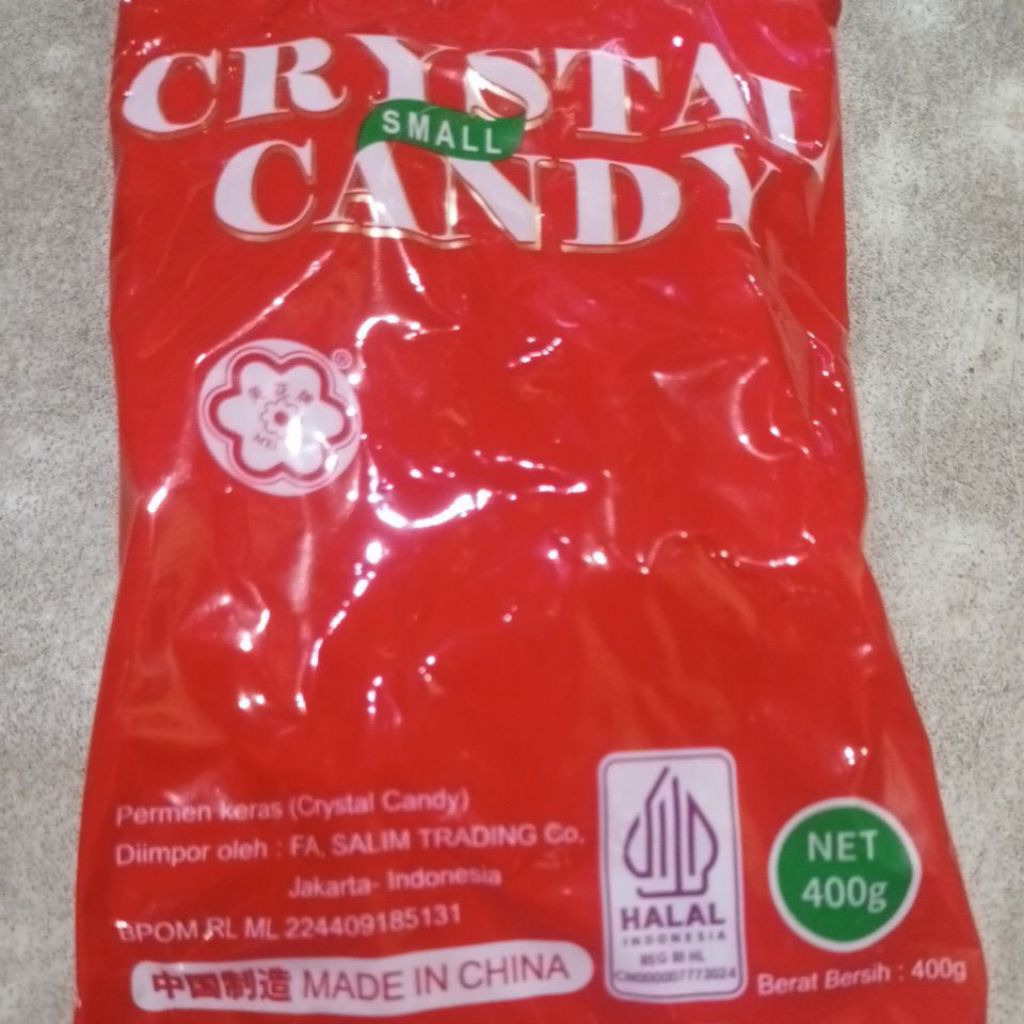 CRYSTAL
SMALL
CANDY
®
Permen keras (Crystal Candy)
Diimpor oleh : FA. SALIM TRADING Co.
Jakarta- Indonesia
BPOM RL ML 224409185131
中国制造 MADE IN CHINA
HALAL
INDONESIA
NET
400g
Berat Bersih : 400g